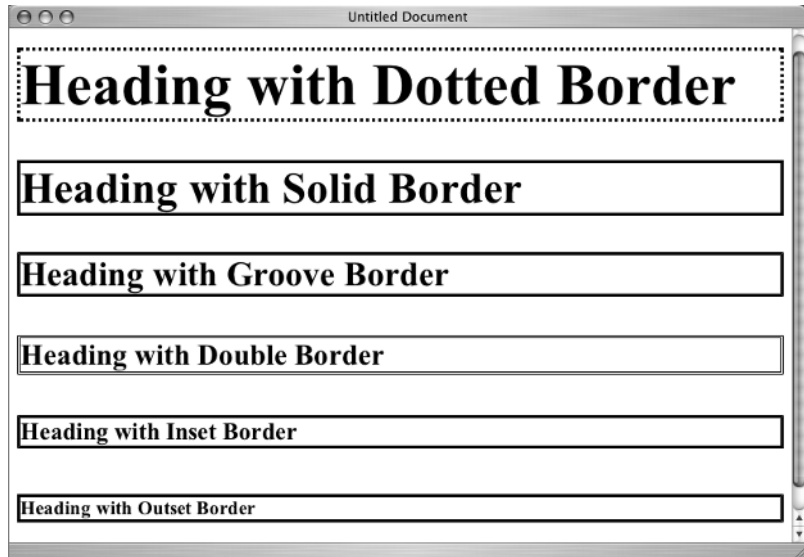 Untitled Document
Heading with Dotted Border
Heading with Solid Border
Heading with Groove Border
Heading with Double Border
Heading with Inset Border
Heading with Outset Border